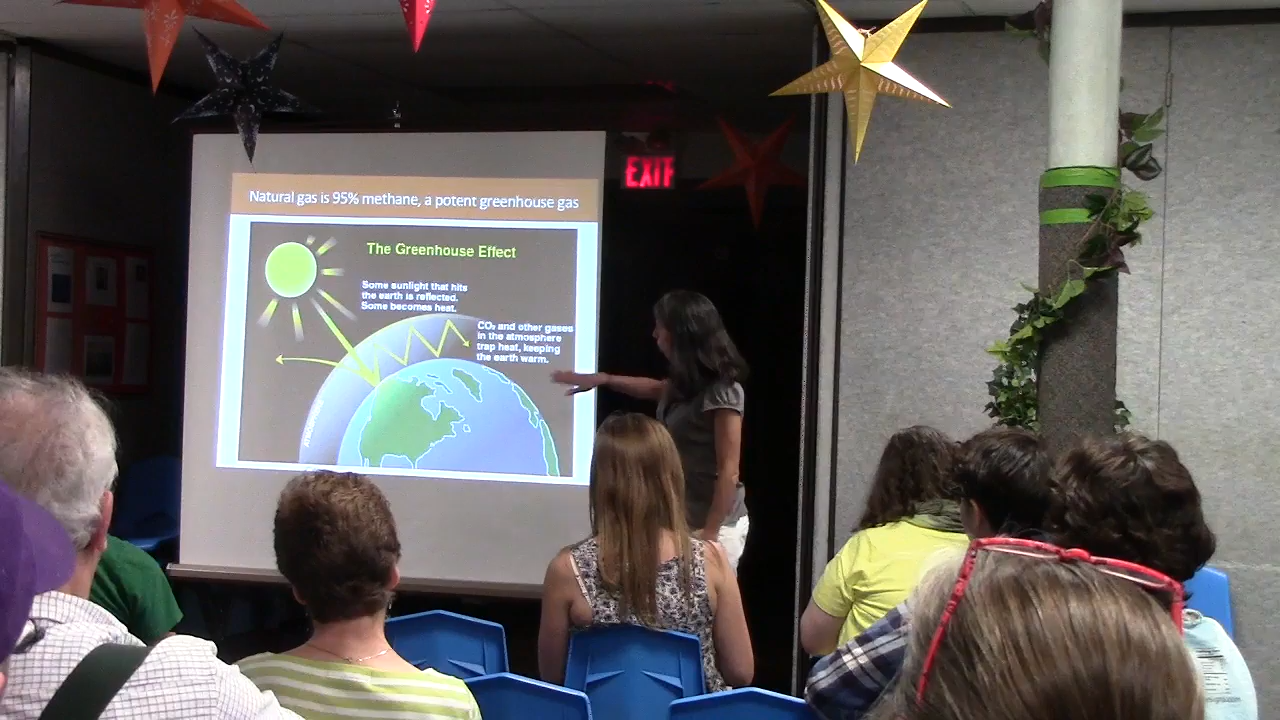 EXIT
Natural gas is 95% methane, a potent greenhouse gas
The Greenhouse Effect
Some sunlight that hits
the earth is reflected.
Some becomes heat.
CO₂ and other gases
in the atmosphere
trap heat, keeping
the earth warm.